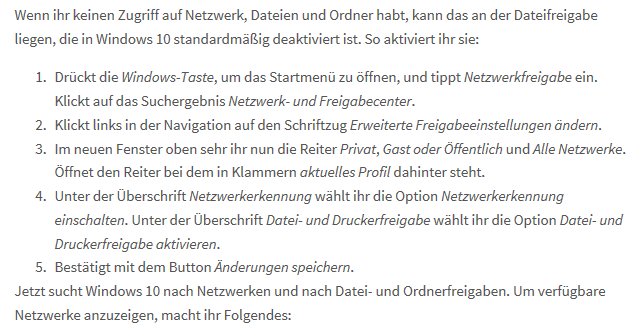 Wenn ihr keinen Zugriff auf Netzwerk, Dateien und Ordner habt, kann das an der Dateifreigabe
liegen, die in Windows 10 standardmäßig deaktiviert ist. So aktiviert ihr sie:
1. Drückt die Windows-Taste, um das Startmenü zu öffnen, und tippt Netzwerkfreigabe ein.
Klickt auf das Suchergebnis Netzwerk- und Freigabecenter.
2. Klickt links in der Navigation auf den Schriftzug Erweiterte Freigabeeinstellungen ändern.
3. Im neuen Fenster oben sehr ihr nun die Reiter Privat, Gast oder Öffentlich und Alle Netzwerke.
Öffnet den Reiter bei dem in Klammern aktuelles Profil dahinter steht.
4. Unter der Überschrift Netzwerkerkennung wählt ihr die Option Netzwerkerkennung
einschalten. Unter der Überschrift Datei- und Druckerfreigabe wählt ihr die Option Datei- und
Druckerfreigabe aktivieren.
5. Bestätigt mit dem Button Änderungen speichern.
Jetzt sucht Windows 10 nach Netzwerken und nach Datei- und Ordnerfreigaben. Um verfügbare
Netzwerke anzuzeigen, macht ihr Folgendes: